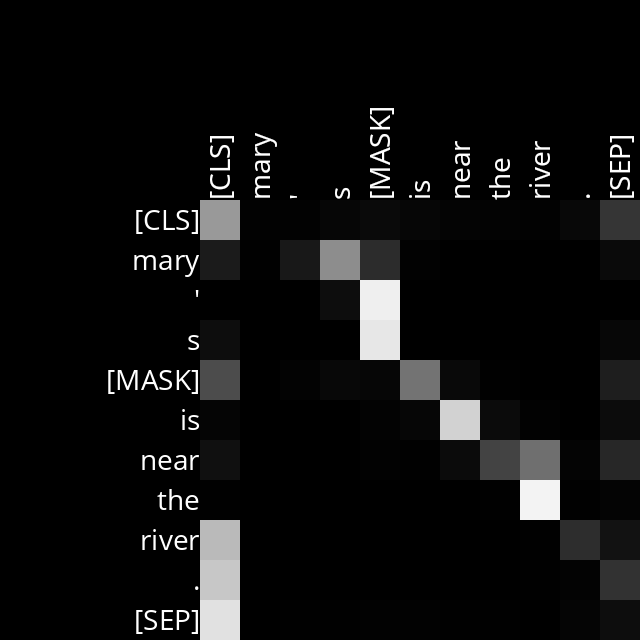 [CLS] mary ' s [MASK] is near the river . [SEP]
[CLS]
mary
'
s
[MASK]
is
near
the
river
.
[SEP]